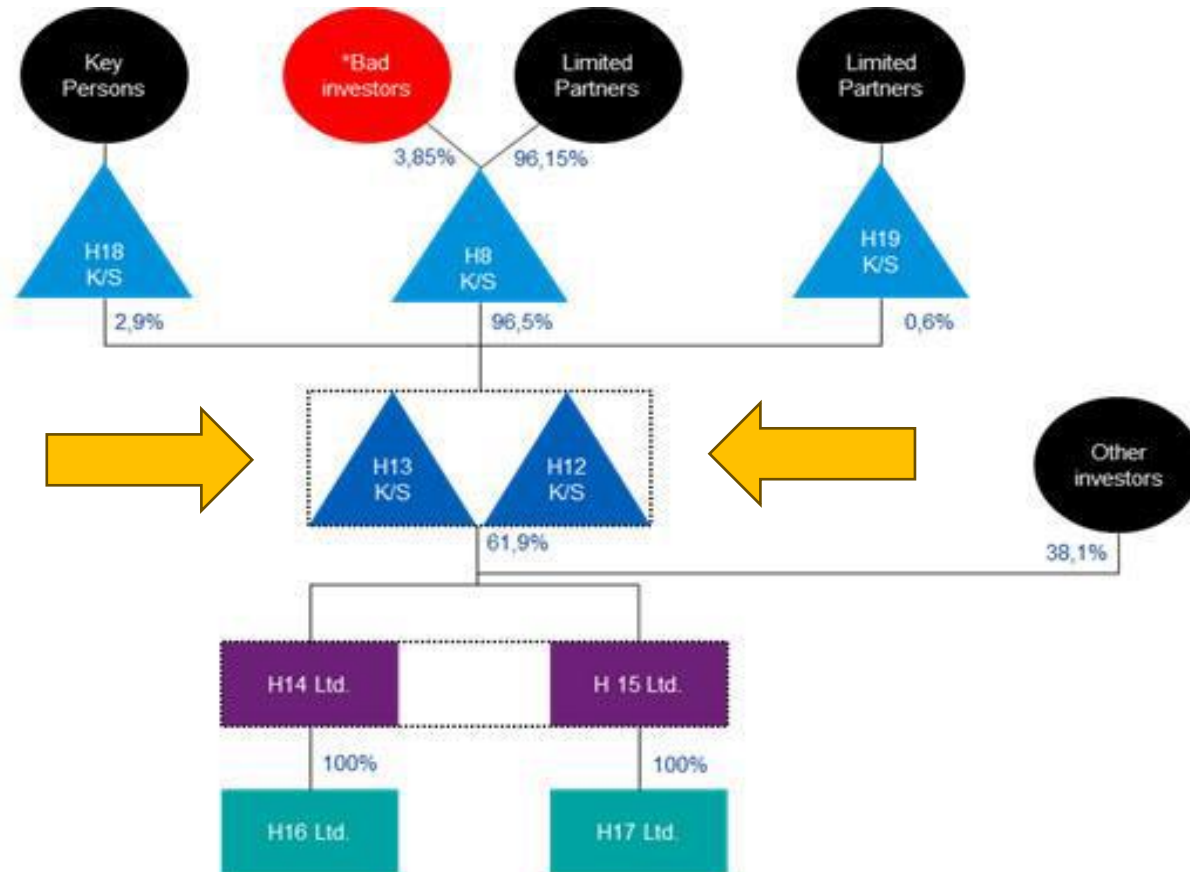 Key
Persons
*Bad
investors
Limited
Partners
Limited
Partners
3,85%
96,15%
H18
K/S
H8
K/S
H19
K/S
2,9%
96,5%
0,6%
H13
K/S
H12
K/S
Other
investors
61,9%
38,1%
H14 Ltd.
H 15 Ltd.
100%
100%
H16 Ltd.
H17 Ltd.